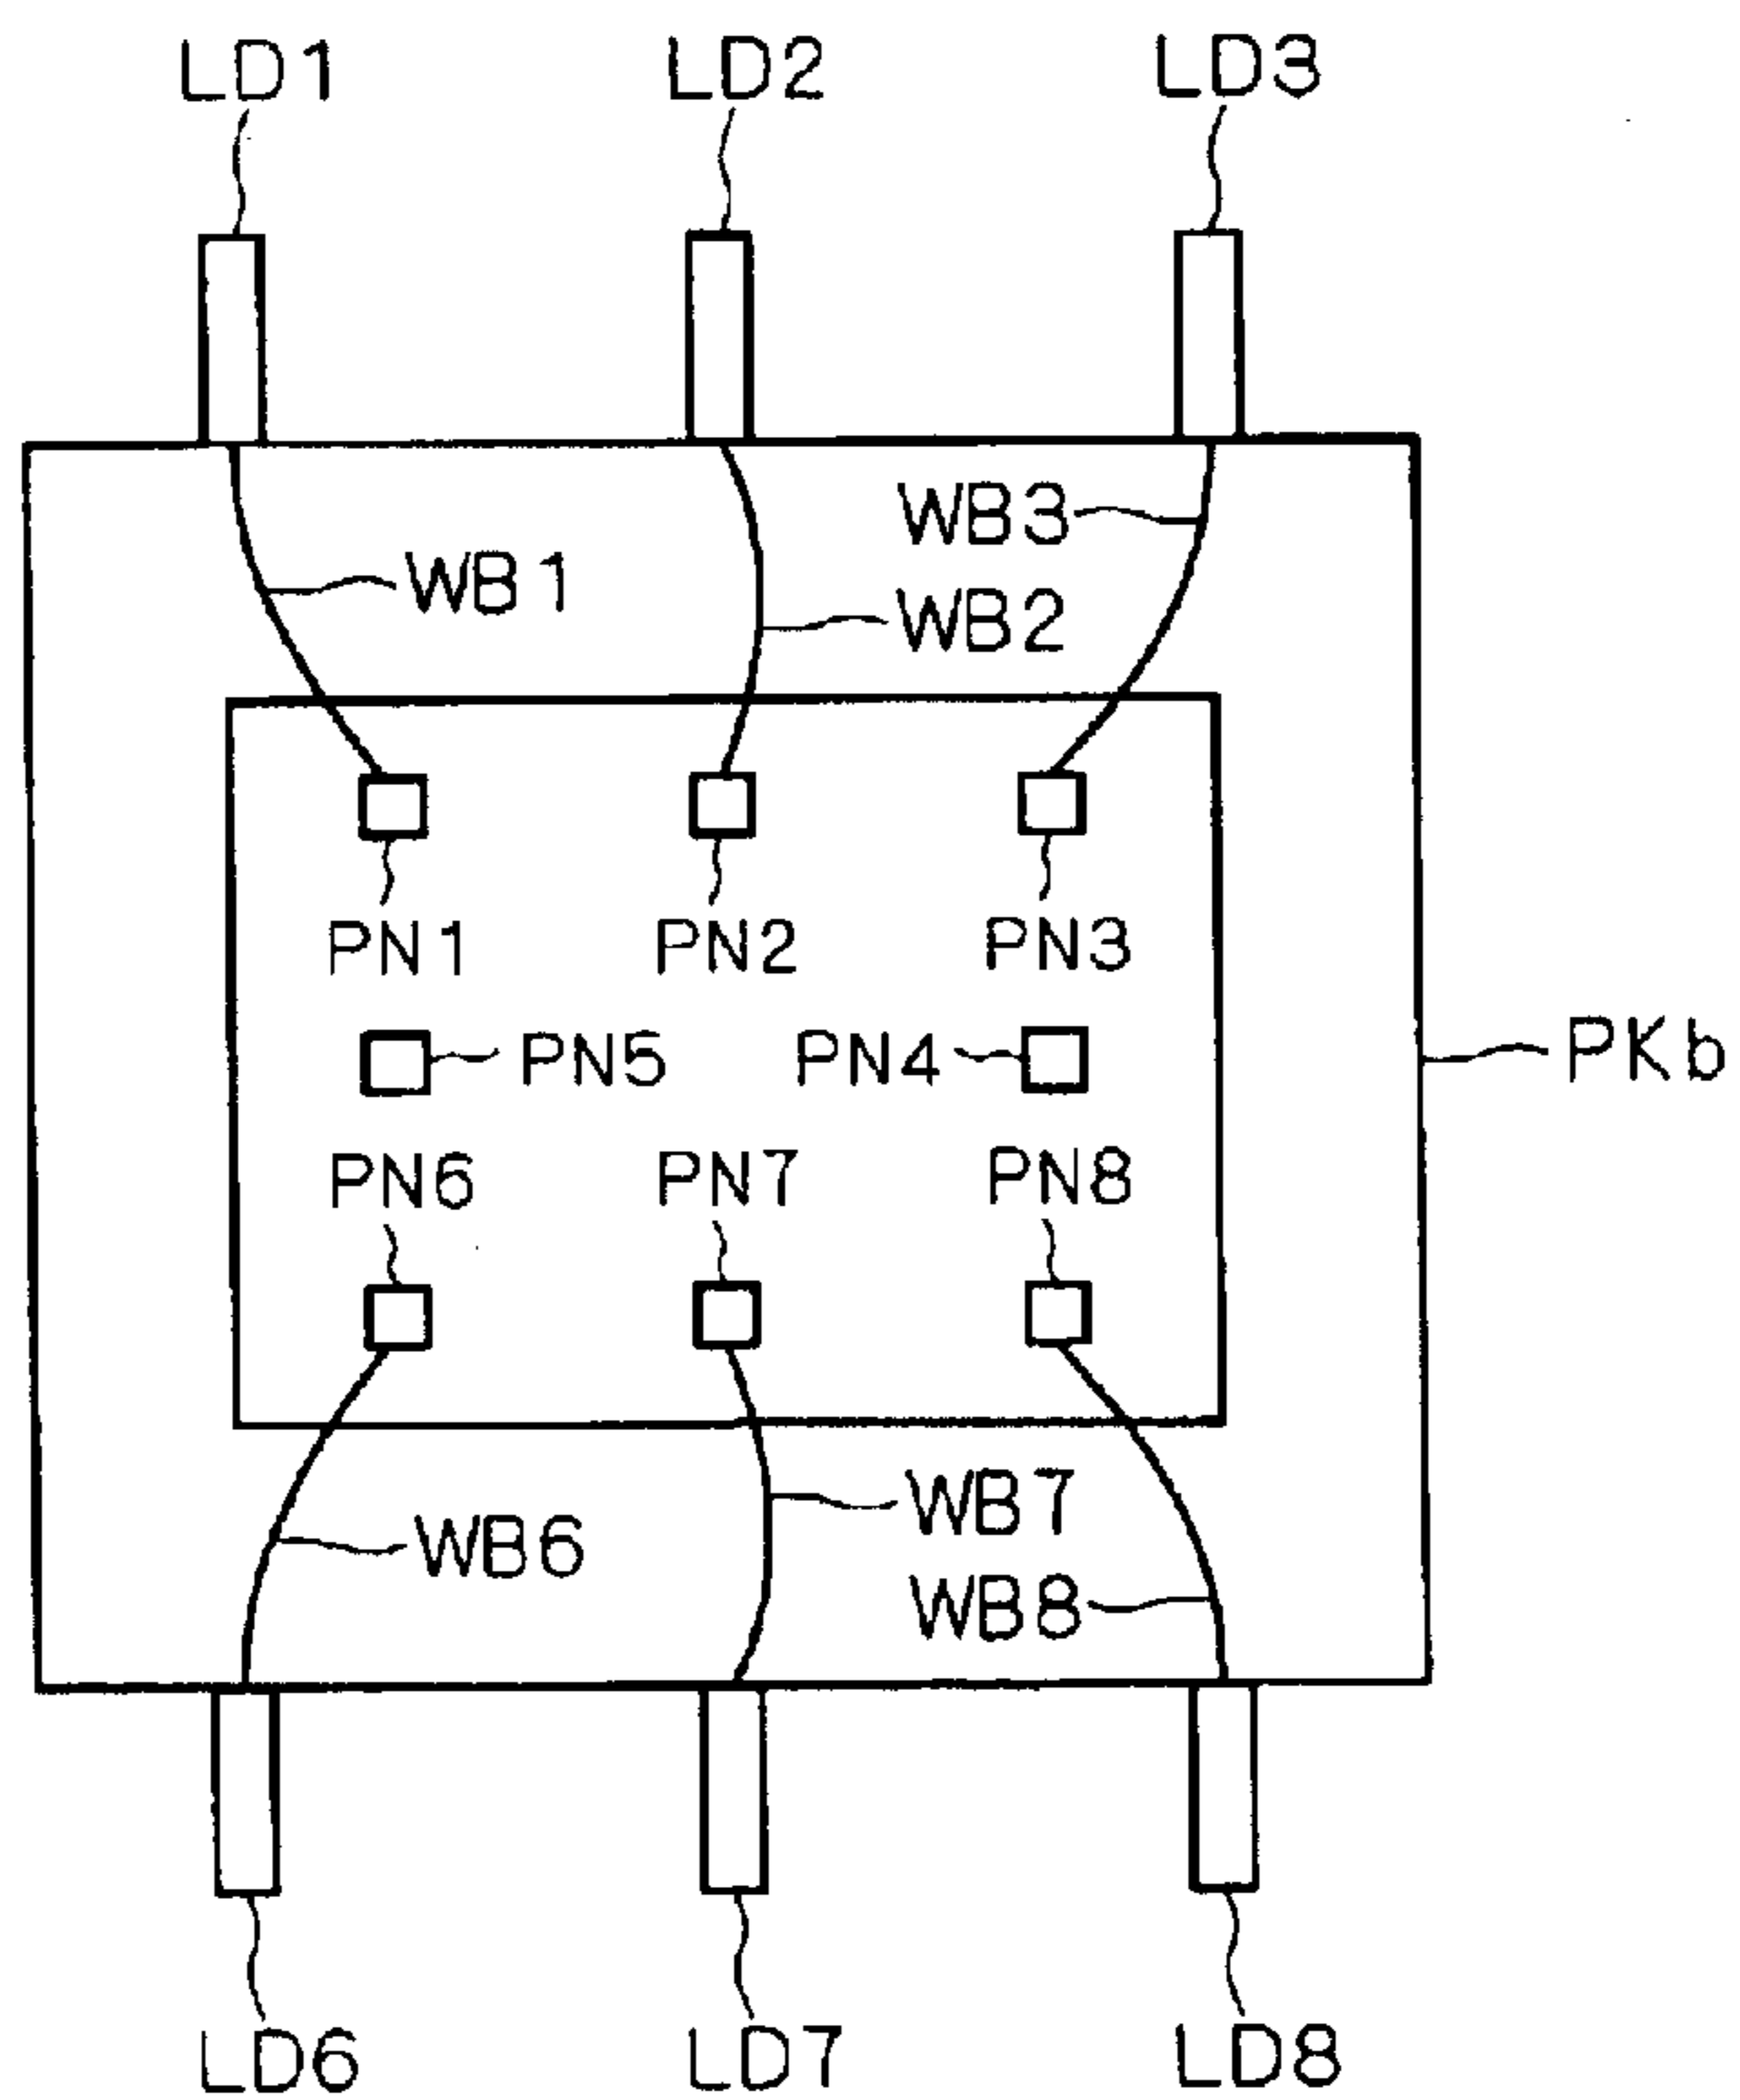 LD1 LD2 LD3
WB3
WB1
WB2
PN1 PN2 PN3
PN5 PN4 PKb
PN6 PN7 PN8
WB7
WB6
WB8
LD6 LD7 LD8